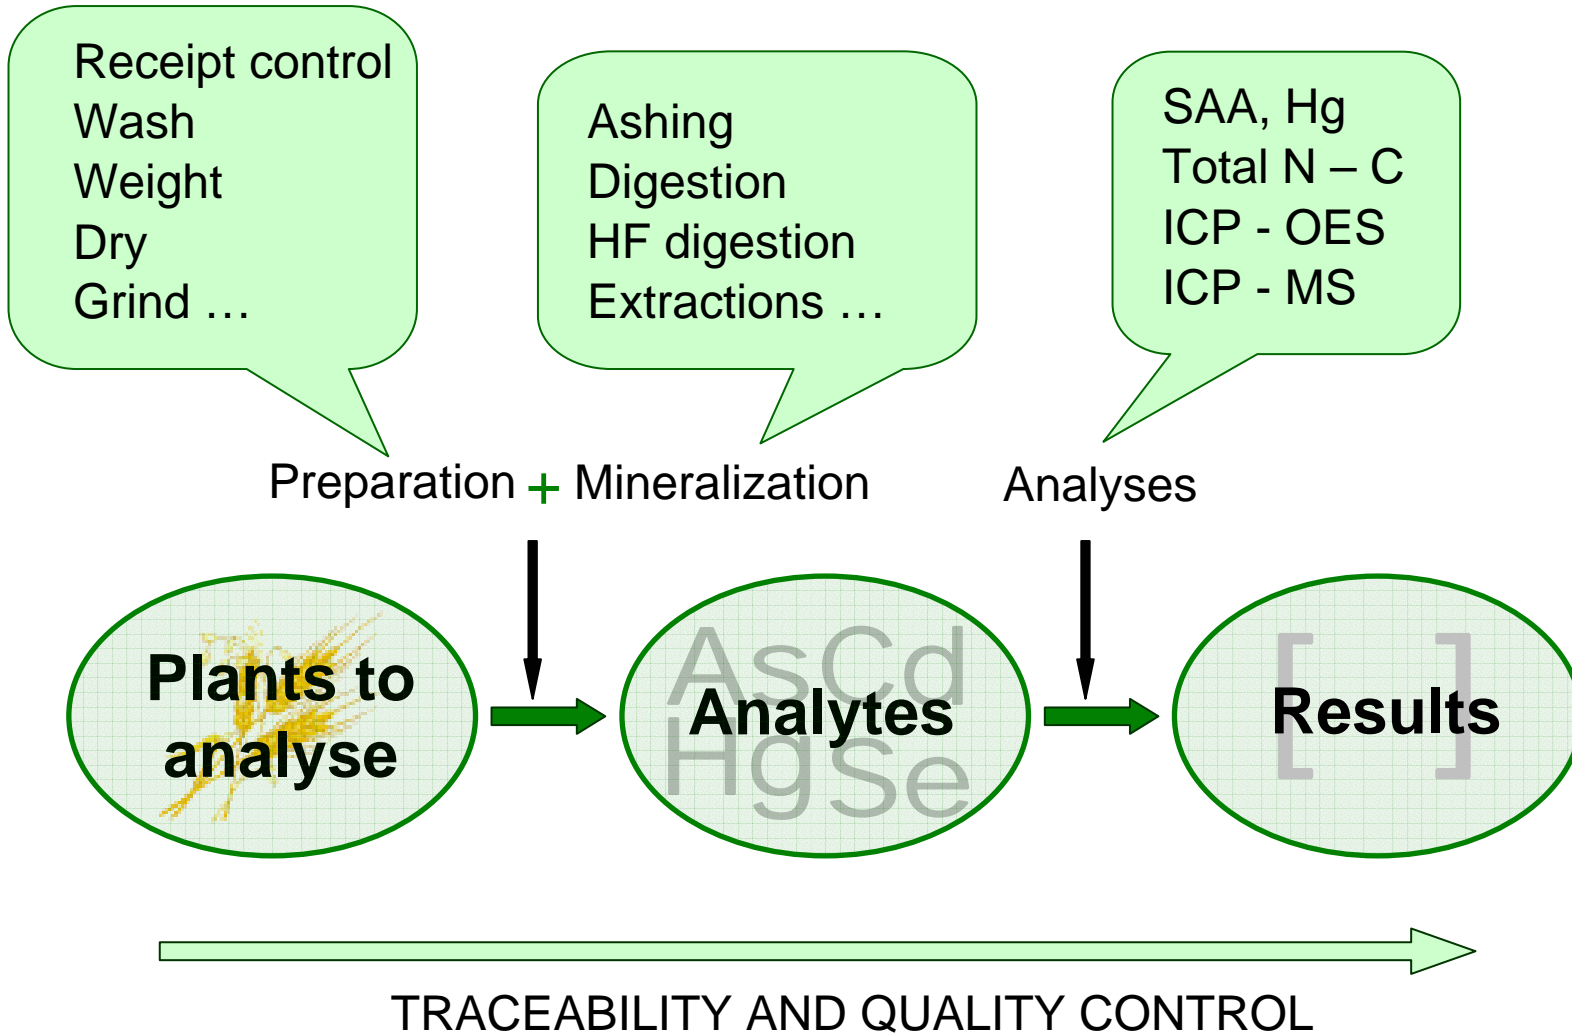 Receipt control
Wash
Weight
Dry
Grind …
Ashing
Digestion
HF digestion
Extractions …
SAA, Hg
Total N – C
ICP - OES
ICP - MS
Preparation + Mineralization
Analyses
Plants to
analyse
AsCd
Analytes
HgSe
[ ]
Results
TRACEABILITY AND QUALITY CONTROL